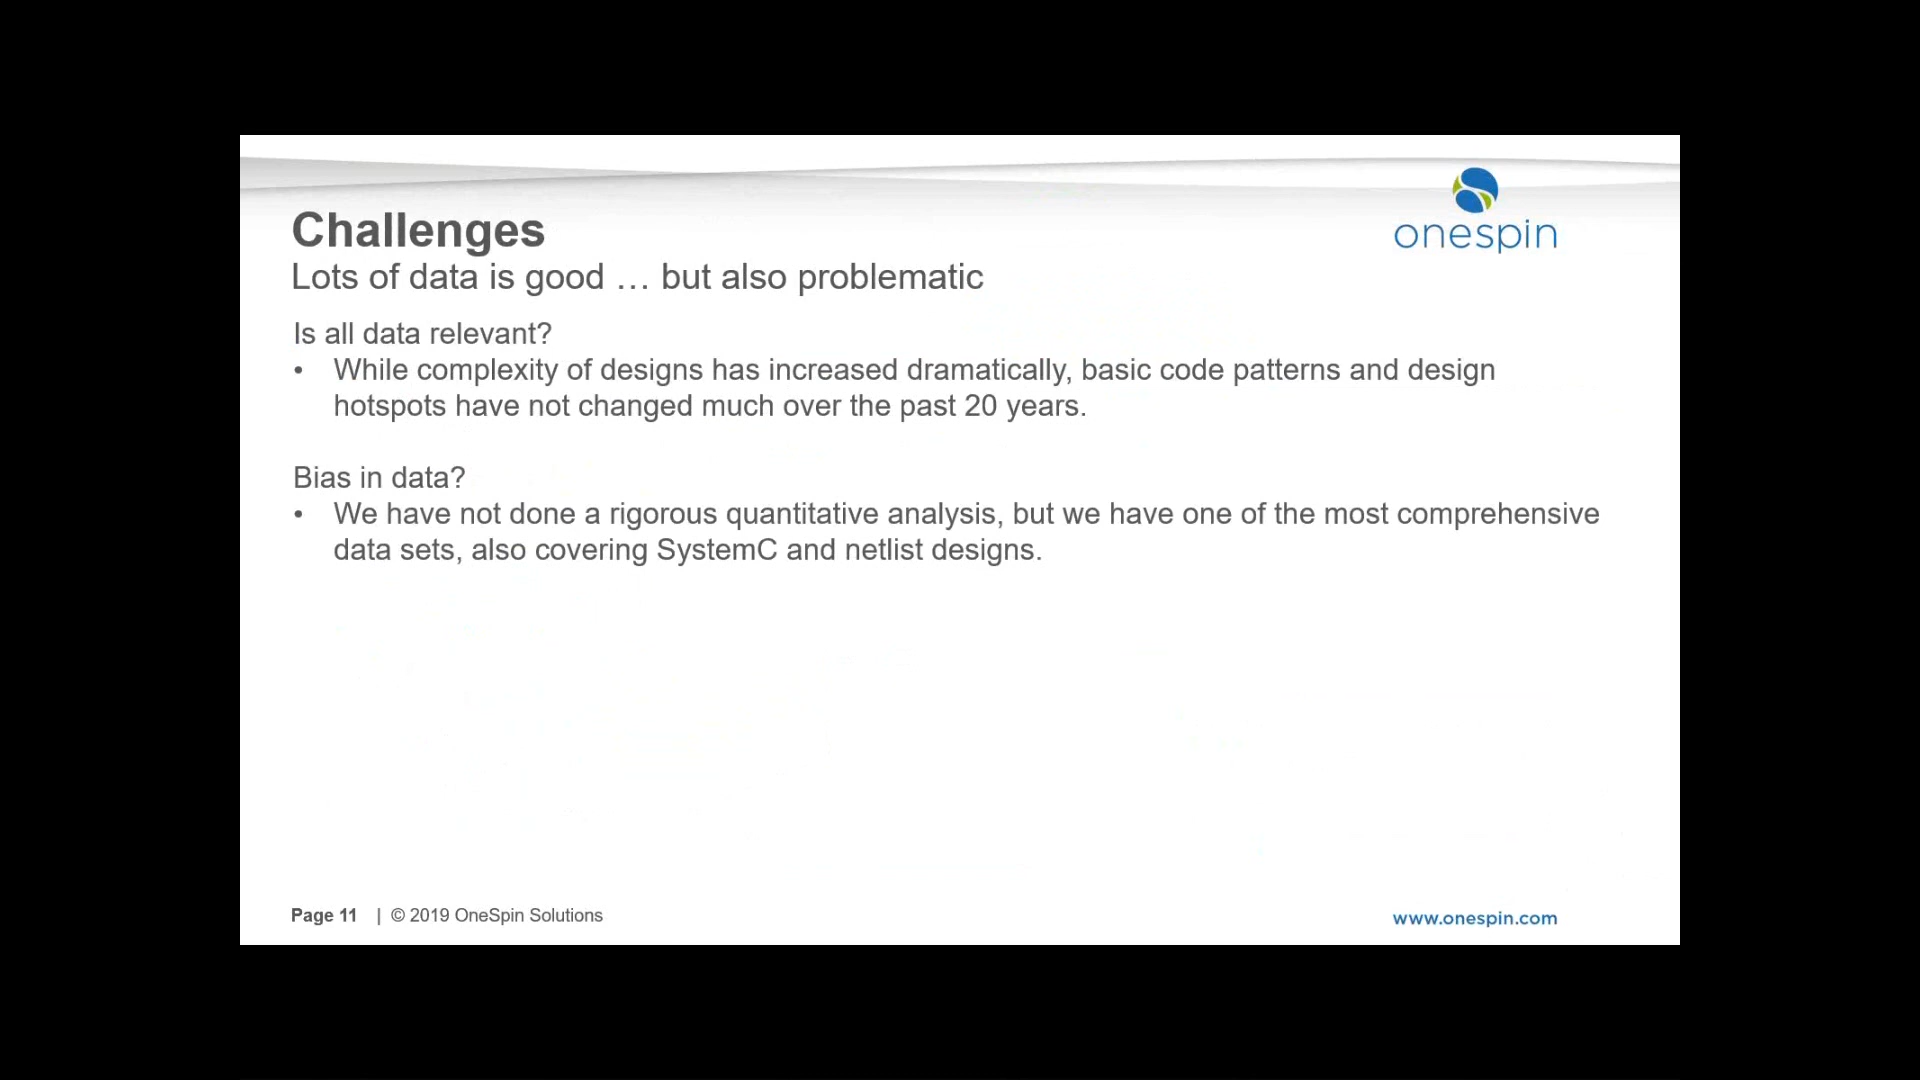 onespin
Challenges
Lots of data is good … but also problematic
Is all data relevant?
• While complexity of designs has increased dramatically, basic code patterns and design
hotspots have not changed much over the past 20 years.
Bias in data?
• We have not done a rigorous quantitative analysis, but we have one of the most comprehensive
data sets, also covering SystemC and netlist designs.
Page 11 | © 2019 OneSpin Solutions
www.onespin.com